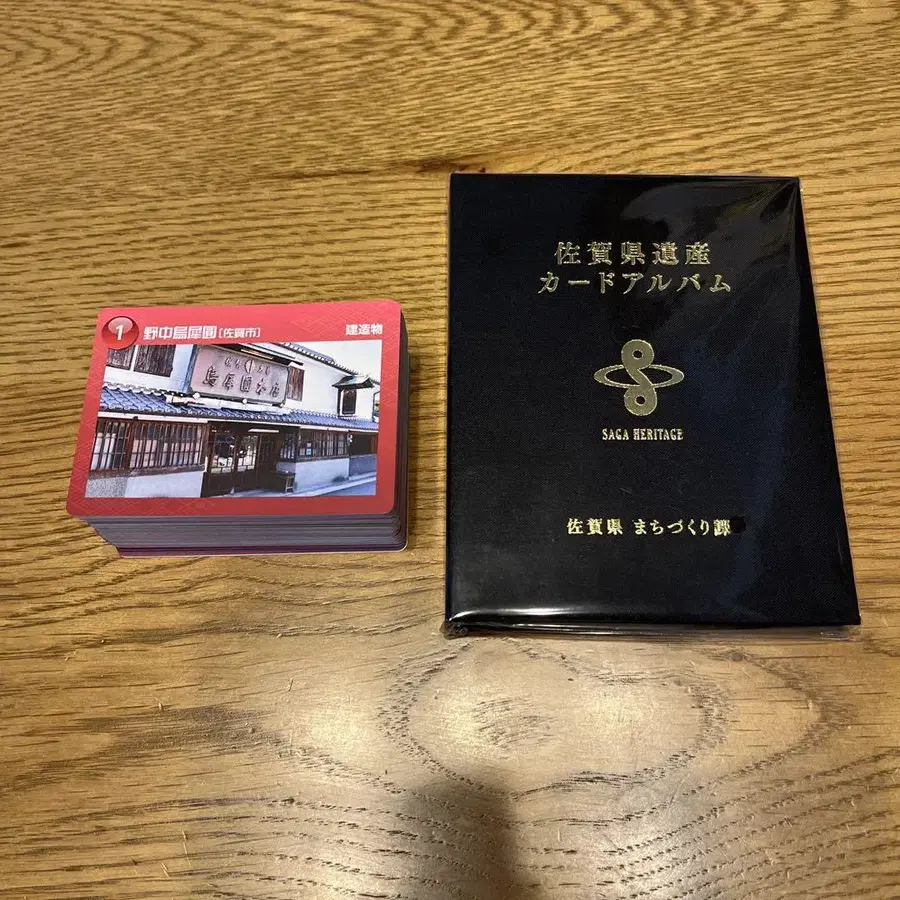 1 野中烏犀圓[佐賀市] 建造物
佐賀県遺産
カードアルバム
SAGA HERITAGE
佐賀県 まちづくり